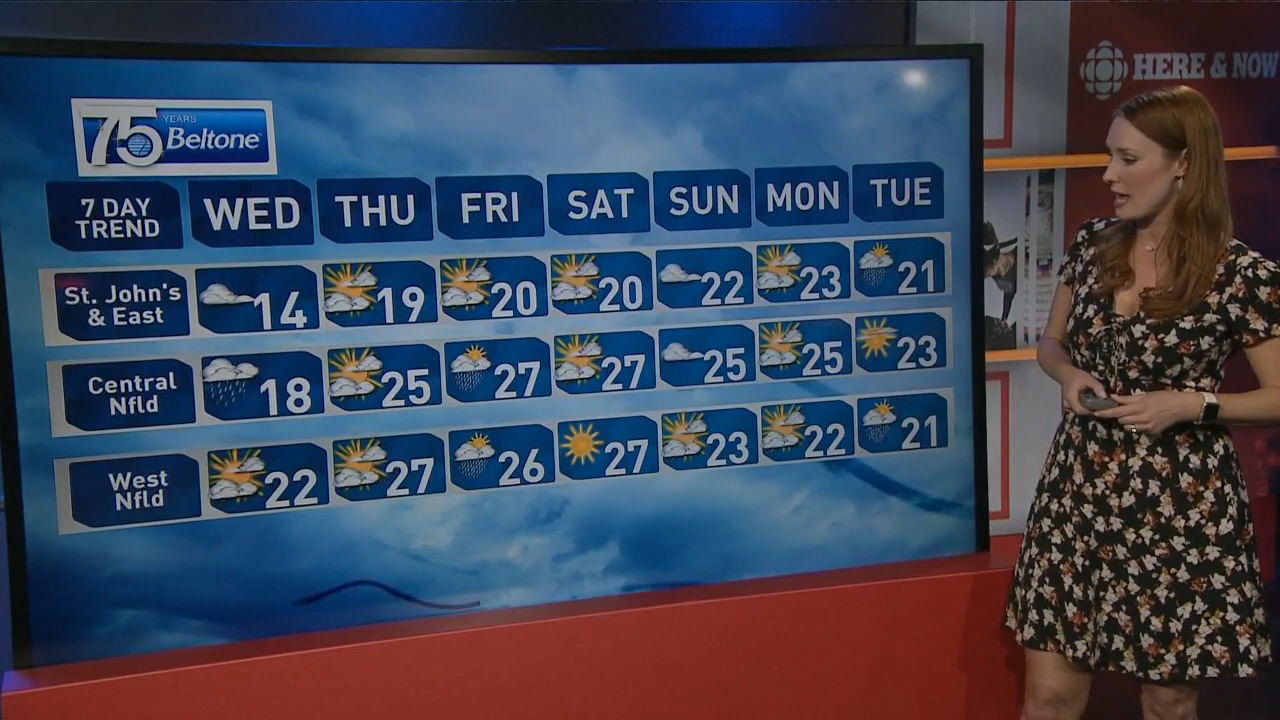 HERE & NOW
75 YEARS Beltone
7 DAY TREND WED THU FRI SAT SUN MON TUE
St. John's & East 14 19 20 20 22 23 21
Central Nfld 18 25 27 27 25 25 23
West Nfld 22 27 26 27 23 22 21